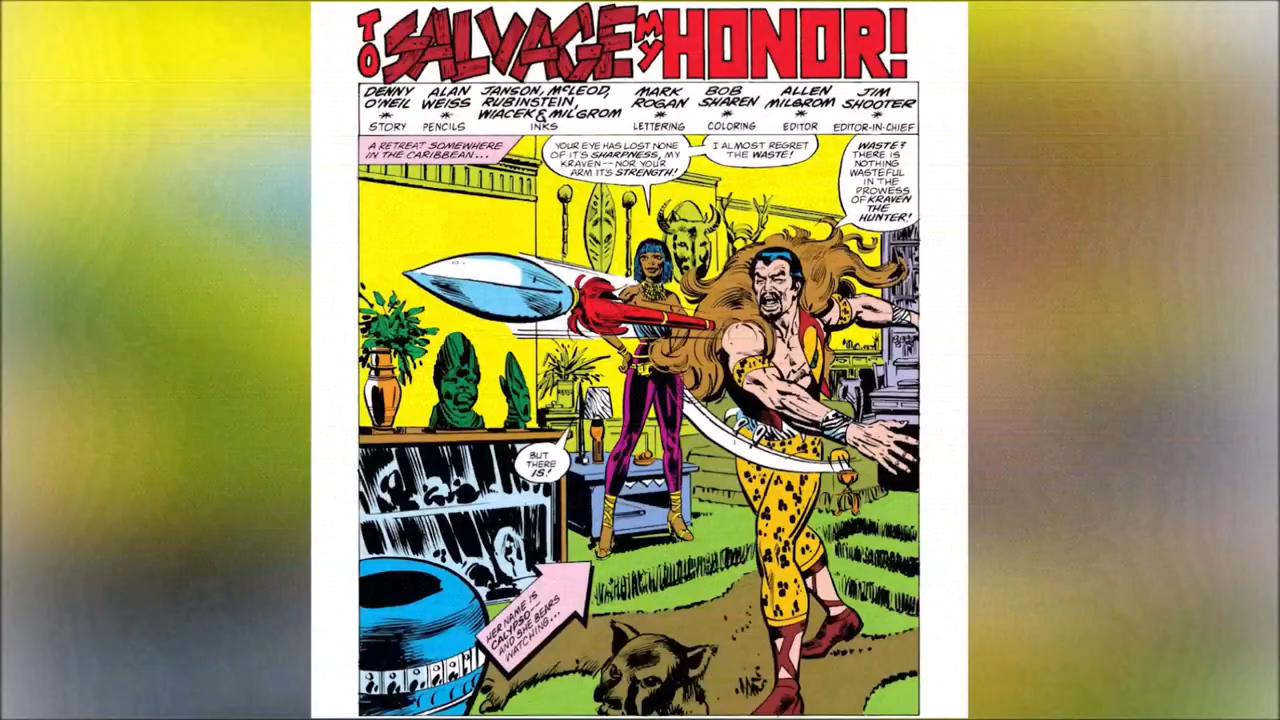 TO SALVAGE MY HONOR!
DENNY
O'NEIL
*
STORY
ALAN
WEISS
*
PENCILS
JANSON, McLEOD,
RUBINSTEIN,
WIACEK & MILGROM
INKS
MARK
ROGAN
*
LETTERING
BOB
SHAREN
*
COLORING
ALLEN
MILGROM
*
EDITOR
JIM
SHOOTER
*
EDITOR-IN-CHIEF
A RETREAT SOMEWHERE
IN THE CARIBBEAN...
YOUR EYE HAS LOST NONE
OF IT'S SHARPNESS, MY
KRAVEN--NOR YOUR
ARM IT'S STRENGTH!
I ALMOST REGRET
THE WASTE!
WASTE?
THERE IS
NOTHING
WASTEFUL
IN THE
PROWESS
OF KRAVEN
THE
HUNTER!
BUT
THERE
IS!
HER NAME IS
CALYPSO--
AND SHE BEARS
WATCHING...